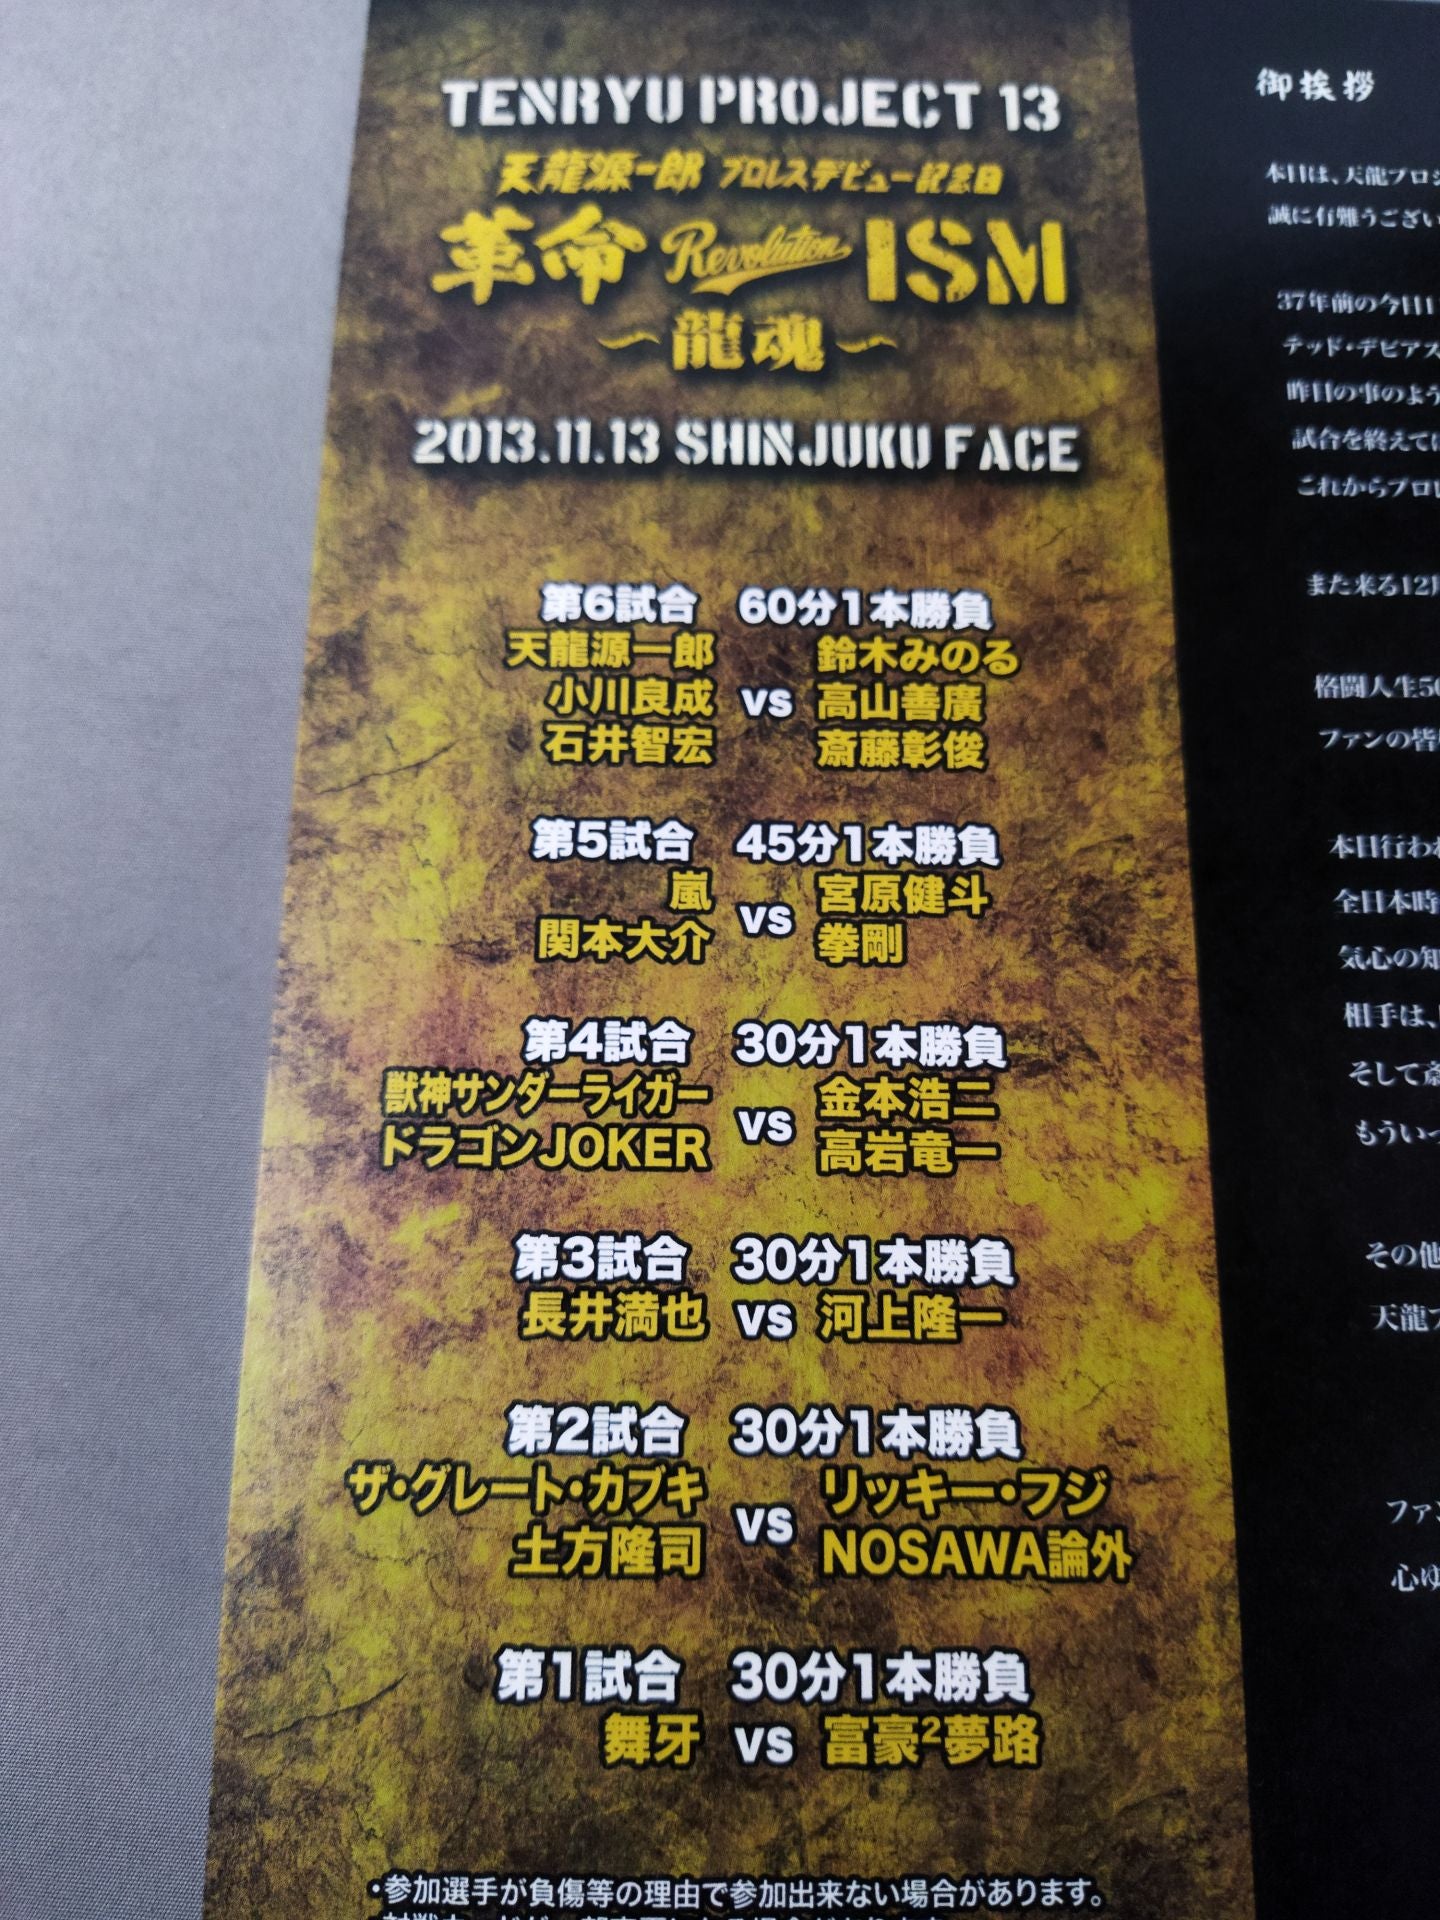 TENRYU PROJECT 13
天龍源一郎 プロレスデビュー記念日
革命 Revolution ISM
〜龍魂〜
2013.11.13 SHINJUKU FACE
第6試合 60分1本勝負
天龍源一郎 鈴木みのる
小川良成 vs 高山善廣
石井智宏 斎藤彰俊
第5試合 45分1本勝負
嵐 vs 宮原健斗
関本大介 拳剛
第4試合 30分1本勝負
獣神サンダーライガー vs 金本浩二
ドラゴンJOKER 高岩竜一
第3試合 30分1本勝負
長井満也 vs 河上隆一
第2試合 30分1本勝負
ザ・グレート・カブキ vs リッキー・フジ
土方隆司 NOSAWA論外
第1試合 30分1本勝負
舞牙 vs 富豪2夢路
・参加選手が負傷等の理由で参加出来ない場合があります。
御挨拶
本日は、天龍プロジ
誠に有難うござい
37年前の今日1
テッド・デビアス
昨日の事のよう
試合を終えては
これからプロレ
また来る12月
格闘人生50
ファンの皆
本日行われ
全日本時
気心の知
相手は、
そして斎
もういっ
その他
天龍プ
ファン
心ゆ